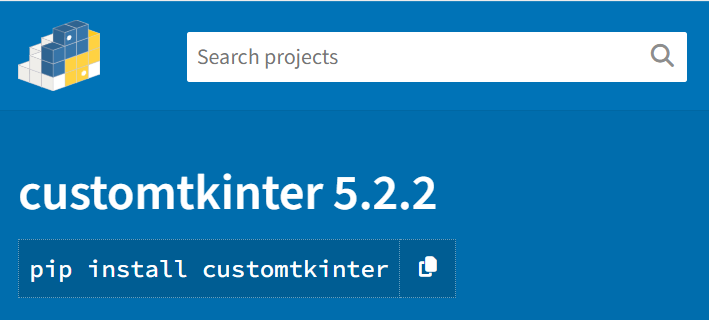 Search projects
customtkinter 5.2.2
pip install customtkinter